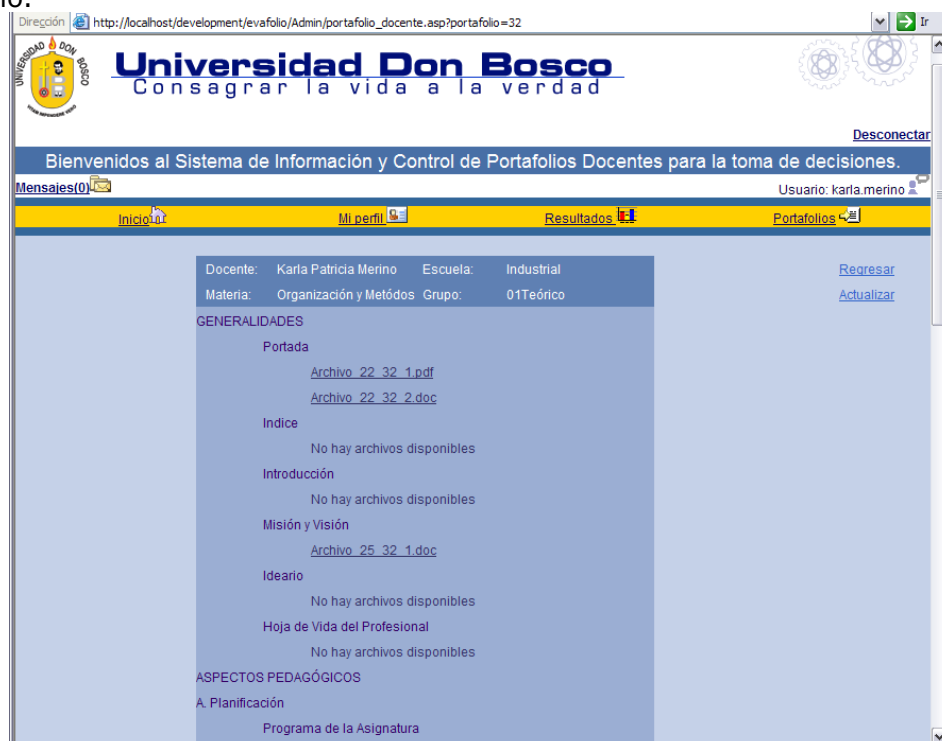 no.
Dirección http://localhost/development/evafolio/Admin/portafolio_docente.asp?portafolio=32 Ir
UNIVERSIDAD DON BOSCO
Universidad Don Bosco
Consagrar la vida a la verdad
Desconectar
Bienvenidos al Sistema de Información y Control de Portafolios Docentes para la toma de decisiones.
Mensajes(0) Usuario: karla.merino
Inicio Mi perfil Resultados Portafolios
Docente: Karla Patricia Merino Escuela: Industrial Regresar
Materia: Organización y Metódos Grupo: 01Teórico Actualizar
GENERALIDADES
Portada
Archivo_22_32_1.pdf
Archivo_22_32_2.doc
Indice
No hay archivos disponibles
Introducción
No hay archivos disponibles
Misión y Visión
Archivo_25_32_1.doc
Ideario
No hay archivos disponibles
Hoja de Vida del Profesional
No hay archivos disponibles
ASPECTOS PEDAGÓGICOS
A. Planificación
Programa de la Asignatura